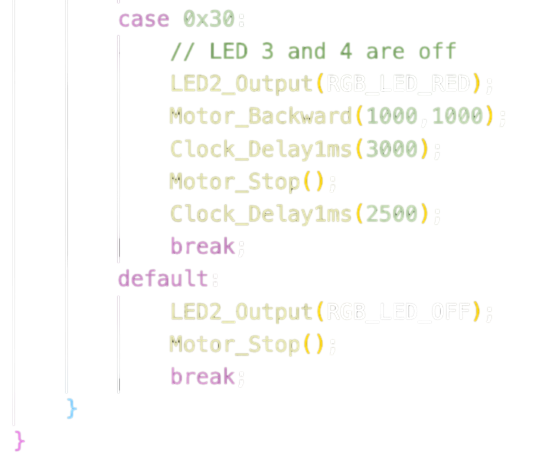 case 0x30:
// LED 3 and 4 are off
LED2_Output(RGB_LED_RED);
Motor_Backward(1000,1000);
Clock_Delay1ms(3000);
Motor_Stop();
Clock_Delay1ms(2500);
break;
default:
LED2_Output(RGB_LED_OFF);
Motor_Stop();
break;
}
}